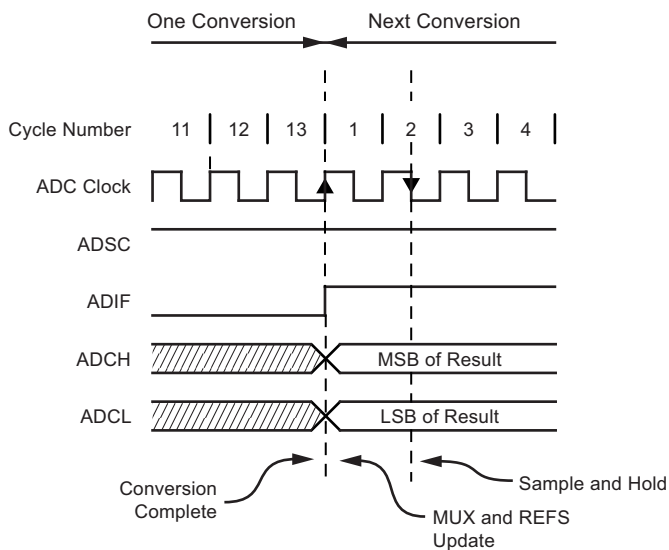 One Conversion Next Conversion
Cycle Number 11 12 13 1 2 3 4
ADC Clock
ADSC
ADIF
ADCH MSB of Result
ADCL LSB of Result
Conversion
Complete
MUX and REFS
Update
Sample and Hold